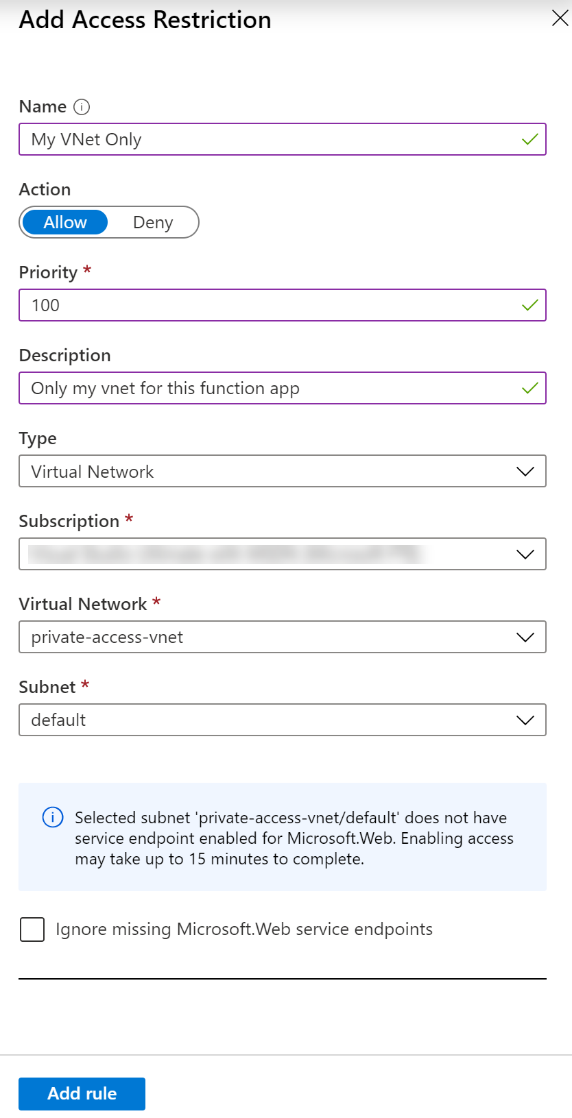 Add Access Restriction
Name
My VNet Only
Action
Allow Deny
Priority *
100
Description
Only my vnet for this function app
Type
Virtual Network
Subscription *
Virtual Network *
private-access-vnet
Subnet *
default
Selected subnet 'private-access-vnet/default' does not have
service endpoint enabled for Microsoft.Web. Enabling access
may take up to 15 minutes to complete.
Ignore missing Microsoft.Web service endpoints
Add rule